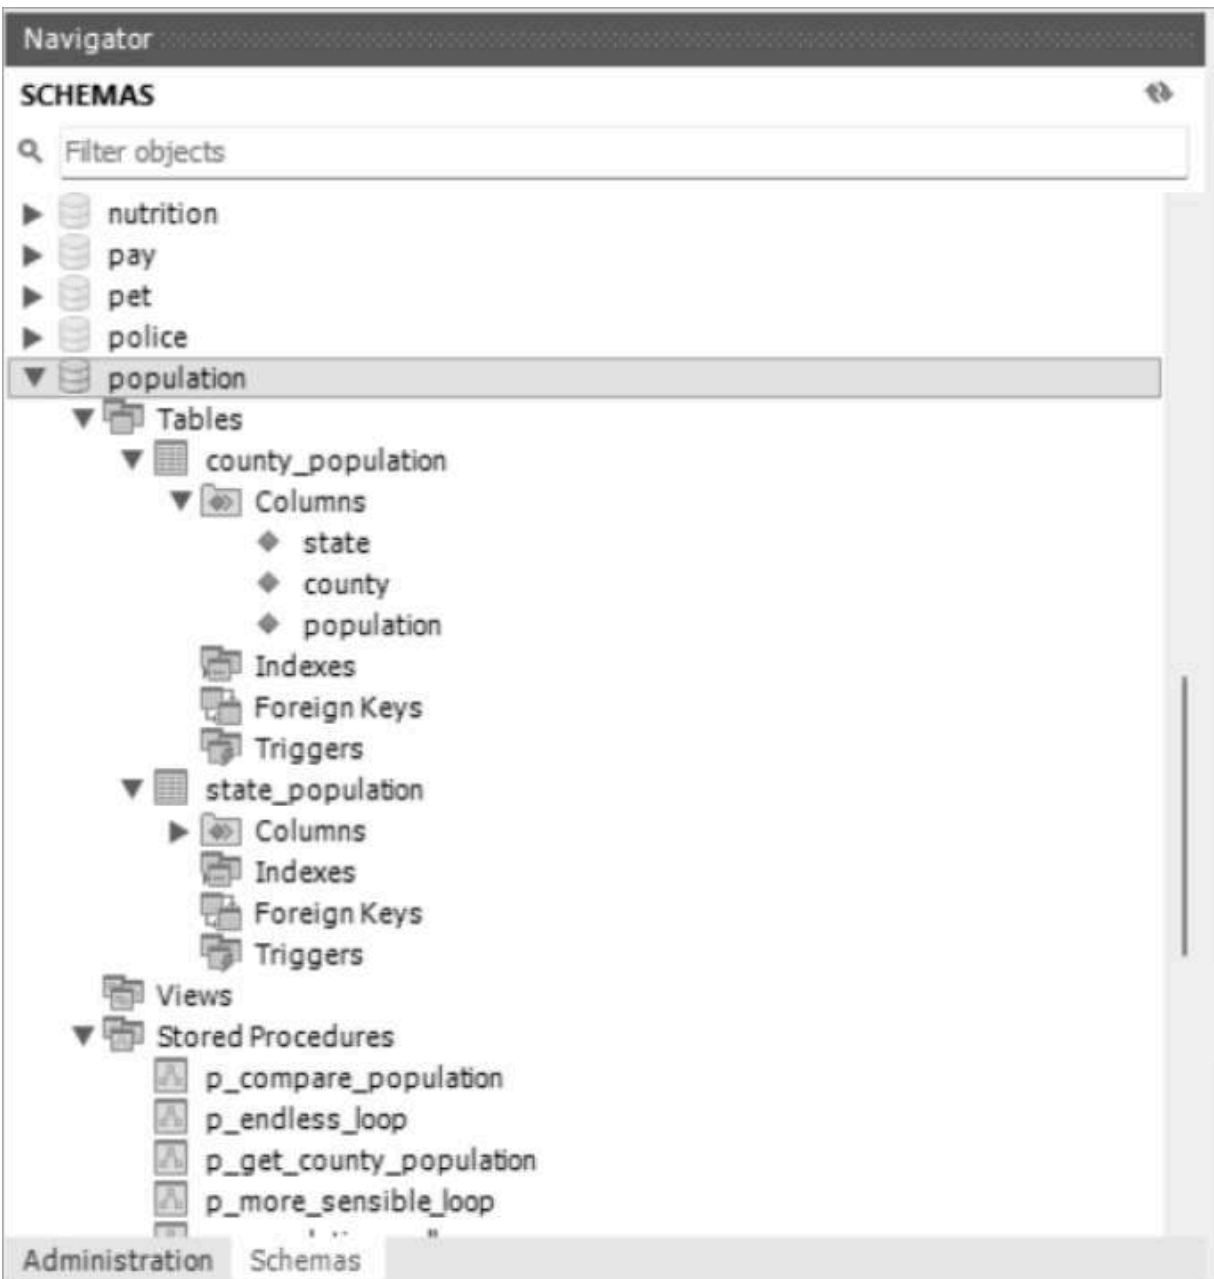 Navigator
SCHEMAS
Filter objects
nutrition
pay
pet
police
population
Tables
county_population
Columns
state
county
population
Indexes
Foreign Keys
Triggers
state_population
Columns
Indexes
Foreign Keys
Triggers
Views
Stored Procedures
p_compare_population
p_endless_loop
p_get_county_population
p_more_sensible_loop
Administration Schemas